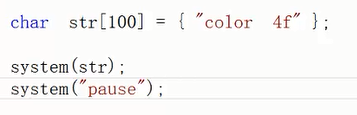 char  str[100] = { "color  4f" };
system(str);
system("pause");